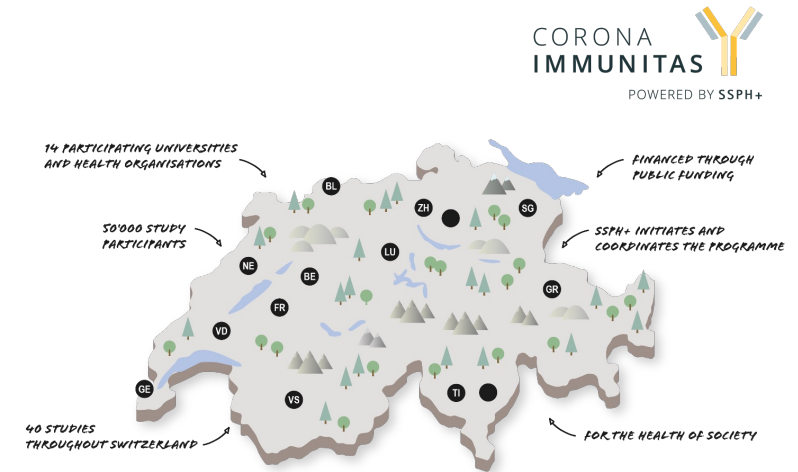 CORONA
IMMUNITAS
POWERED BY SSPH+
14 PARTICIPATING UNIVERSITIES
AND HEALTH ORGANISATIONS
FINANCED THROUGH
PUBLIC FUNDING
50'000 STUDY
PARTICIPANTS
SSPH+ INITIATES AND
COORDINATES THE PROGRAMME
BL
ZH
SG
LU
NE
BE
GR
FR
VD
GE
VS
TI
40 STUDIES
THROUGHOUT SWITZERLAND
FOR THE HEALTH OF SOCIETY